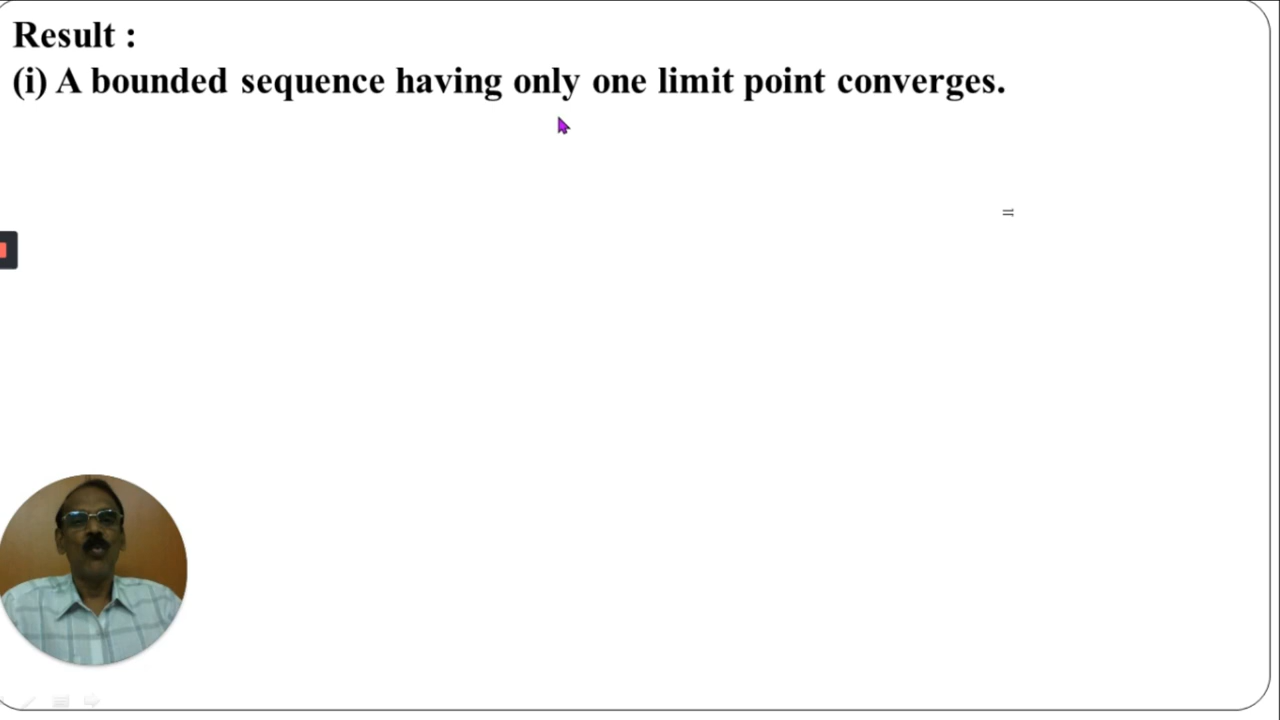 Result :
(i) A bounded sequence having only one limit point converges.